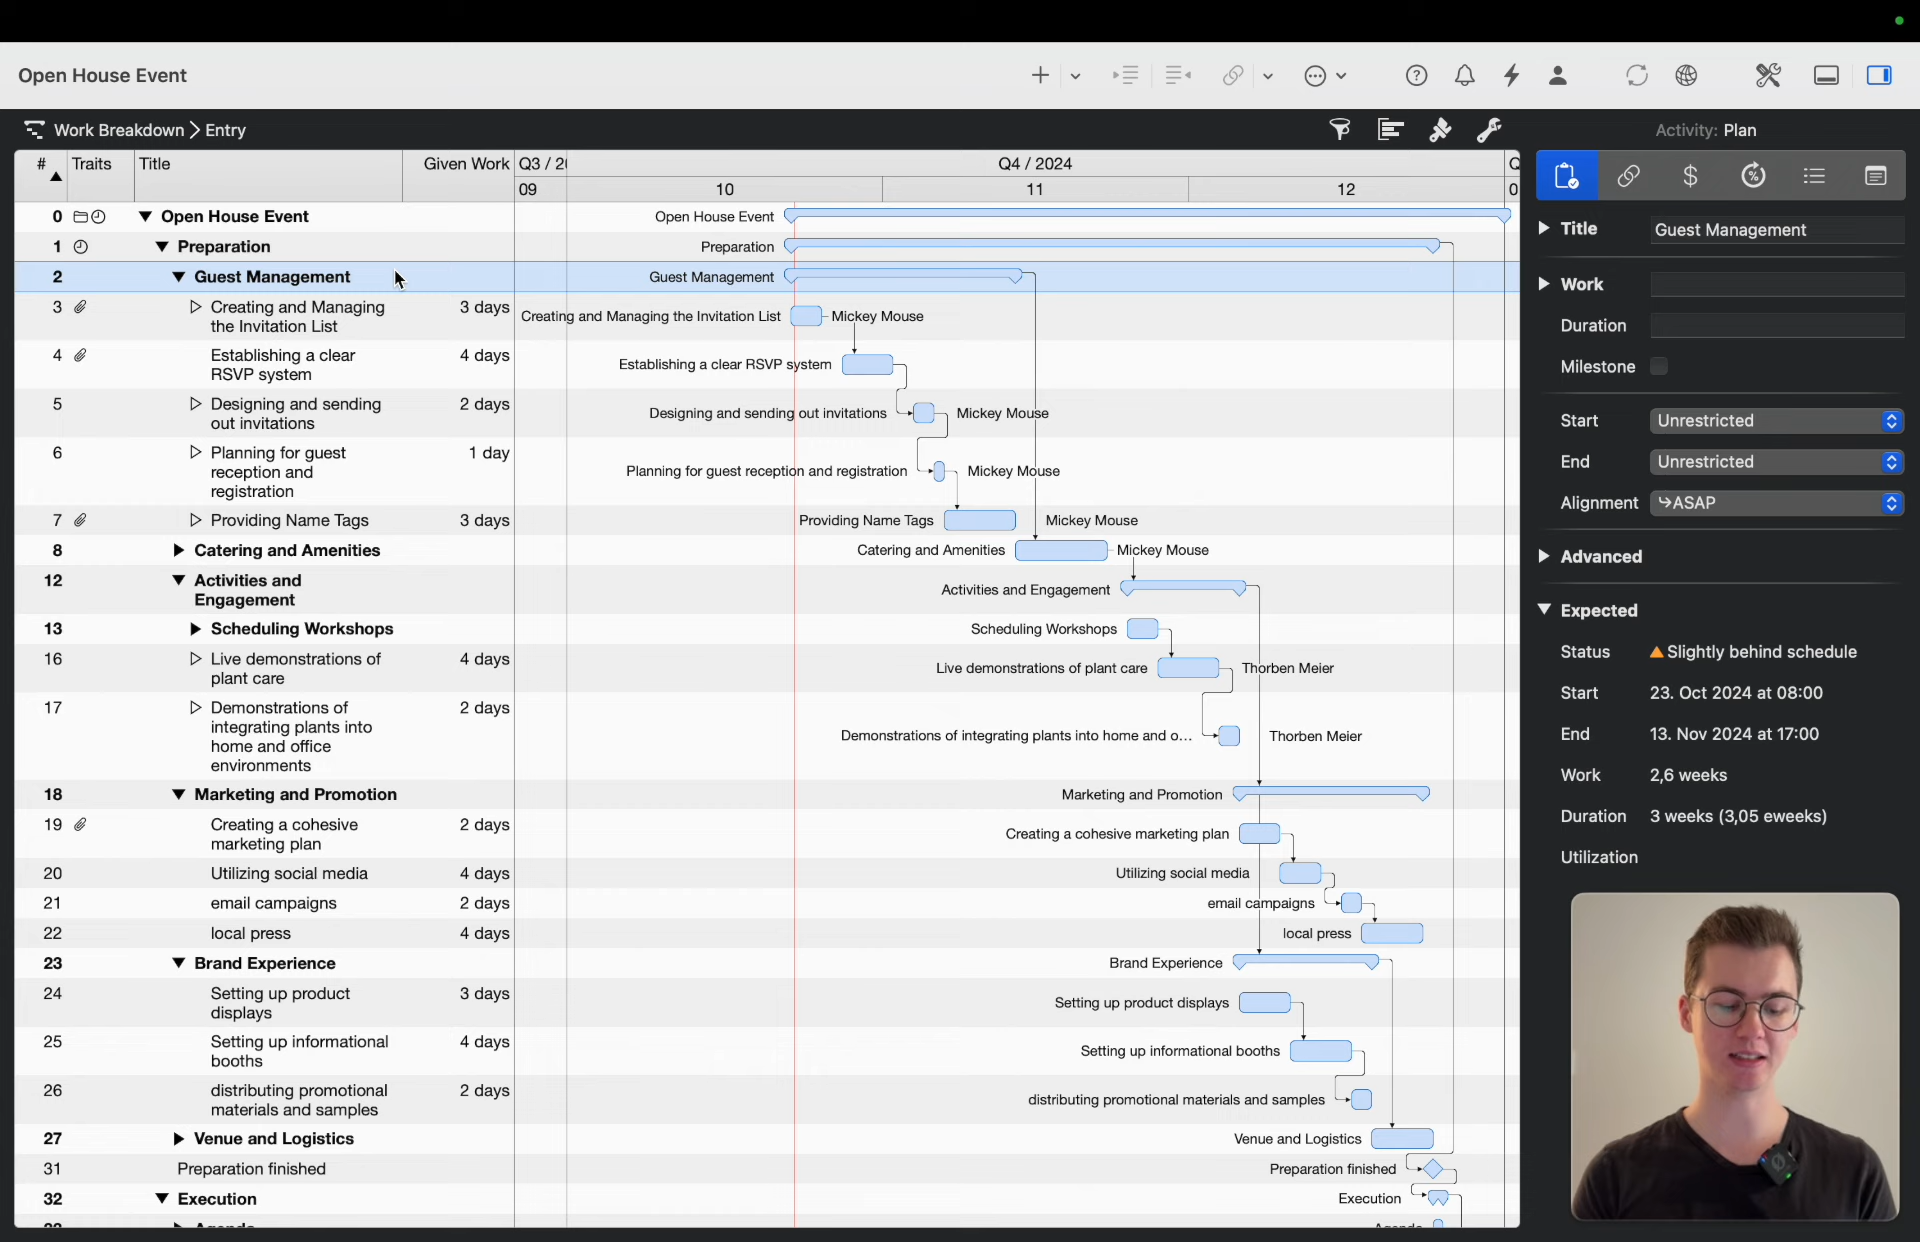 Open House Event
Work Breakdown > Entry
Activity: Plan
# Traits Title Given Work Q3 / 2 Q4 / 2024 Q
09 10 11 12 0
0 Open House Event Open House Event
1 Preparation Preparation
2 Guest Management Guest Management
3 Creating and Managing
the Invitation List 3 days Creating and Managing the Invitation List Mickey Mouse
4 Establishing a clear
RSVP system 4 days Establishing a clear RSVP system
5 Designing and sending
out invitations 2 days Designing and sending out invitations Mickey Mouse
6 Planning for guest
reception and
registration 1 day Planning for guest reception and registration Mickey Mouse
7 Providing Name Tags 3 days Providing Name Tags Mickey Mouse
8 Catering and Amenities Catering and Amenities Mickey Mouse
12 Activities and
Engagement Activities and Engagement
13 Scheduling Workshops Scheduling Workshops
16 Live demonstrations of
plant care 4 days Live demonstrations of plant care Thorben Meier
17 Demonstrations of
integrating plants into
home and office
environments 2 days Demonstrations of integrating plants into home and o... Thorben Meier
18 Marketing and Promotion Marketing and Promotion
19 Creating a cohesive
marketing plan 2 days Creating a cohesive marketing plan
20 Utilizing social media 4 days Utilizing social media
21 email campaigns 2 days email campaigns
22 local press 4 days local press
23 Brand Experience Brand Experience
24 Setting up product
displays 3 days Setting up product displays
25 Setting up informational
booths 4 days Setting up informational booths
26 distributing promotional
materials and samples 2 days distributing promotional materials and samples
27 Venue and Logistics Venue and Logistics
31 Preparation finished Preparation finished
32 Execution Execution
Agenda Agenda
Title Guest Management
Work
Duration
Milestone
Start Unrestricted
End Unrestricted
Alignment ASAP
Advanced
Expected
Status Slightly behind schedule
Start 23. Oct 2024 at 08:00
End 13. Nov 2024 at 17:00
Work 2,6 weeks
Duration 3 weeks (3,05 eweeks)
Utilization